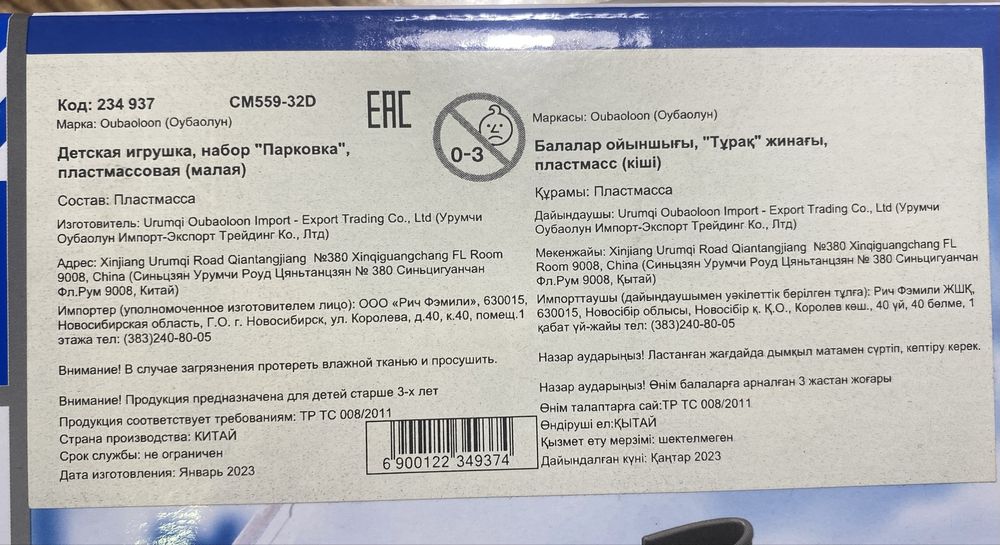 Код: 234 937 CM559-32D
Марка: Oubaoloon (Оубаолун)
Детская игрушка, набор "Парковка",
пластмассовая (малая)
Состав: Пластмасса
Изготовитель: Urumqi Oubaoloon Import - Export Trading Co., Ltd (Урумчи
Оубаолун Импорт-Экспорт Трейдинг Ко., Лтд)
Адрес: Xinjiang Urumqi Road Qiantangjiang №380 Xinqiguangchang FL Room
9008, China (Синьцзян Урумчи Роуд Цяньтанцзян № 380 Синьцигуанчан
Фл.Рум 9008, Китай)
Импортер (уполномоченное изготовителем лицо): ООО «Рич Фэмили», 630015,
Новосибирская область, Г.О. г. Новосибирск, ул. Королева, д.40, к.40, помещ.1
этажа тел: (383)240-80-05
Внимание! В случае загрязнения протереть влажной тканью и просушить.
Внимание! Продукция предназначена для детей старше 3-х лет
Продукция соответствует требованиям: ТР ТС 008/2011
Страна производства: КИТАЙ
Срок службы: не ограничен
Дата изготовления: Январь 2023
EAC
0-3
6 900122 349374
Маркасы: Oubaoloon (Оубаолун)
Балалар ойыншығы, "Тұрақ" жинағы,
пластмасс (кіші)
Құрамы: Пластмасса
Дайындаушы: Urumqi Oubaoloon Import - Export Trading Co., Ltd (Урумчи
Оубаолун Импорт-Экспорт Трейдинг Ко., Лтд)
Мекенжайы: Xinjiang Urumqi Road Qiantangjiang №380 Xinqiguangchang FL
Room 9008, China (Синьцзян Урумчи Роуд Цяньтанцзян № 380 Синьцигуанчан
Фл.Рум 9008, Қытай)
Импорттаушы (дайындаушымен уәкілеттік берілген тұлға): Рич Фэмили ЖШҚ,
630015, Новосібір облысы, Новосібір қ. Қ.О., Королев көш., 40 үй, 40 бөлме, 1
қабат үй-жайы тел: (383)240-80-05
Назар аударыңыз! Ластанған жағдайда дымқыл матамен сүртіп, кептіру керек.
Назар аударыңыз! Өнім балаларға арналған 3 жастан жоғары
Өнім талаптарға сай:ТР ТС 008/2011
Өндіруші ел:ҚЫТАЙ
Қызмет ету мерзімі: шектелмеген
Дайындалған күні: Қаңтар 2023